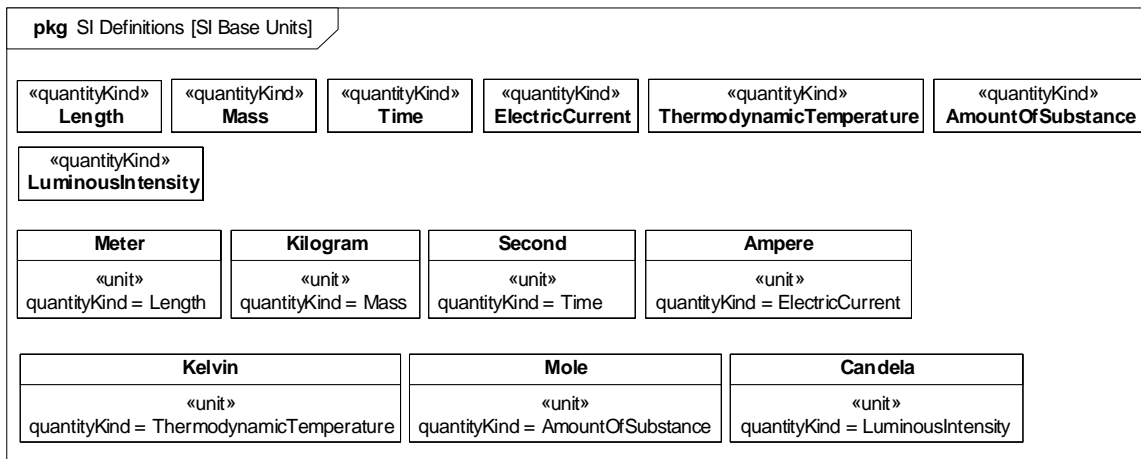 pkg SI Definitions [SI Base Units]
«quantityKind» «quantityKind» «quantityKind» «quantityKind» «quantityKind» «quantityKind»
Length Mass Time ElectricCurrent ThermodynamicTemperature AmountOfSubstance
«quantityKind»
LuminousIntensity
Meter Kilogram Second Ampere
«unit» «unit» «unit» «unit»
quantityKind = Length quantityKind = Mass quantityKind = Time quantityKind = ElectricCurrent
Kelvin Mole Candela
«unit» «unit» «unit»
quantityKind = ThermodynamicTemperature quantityKind = AmountOfSubstance quantityKind = LuminousIntensity